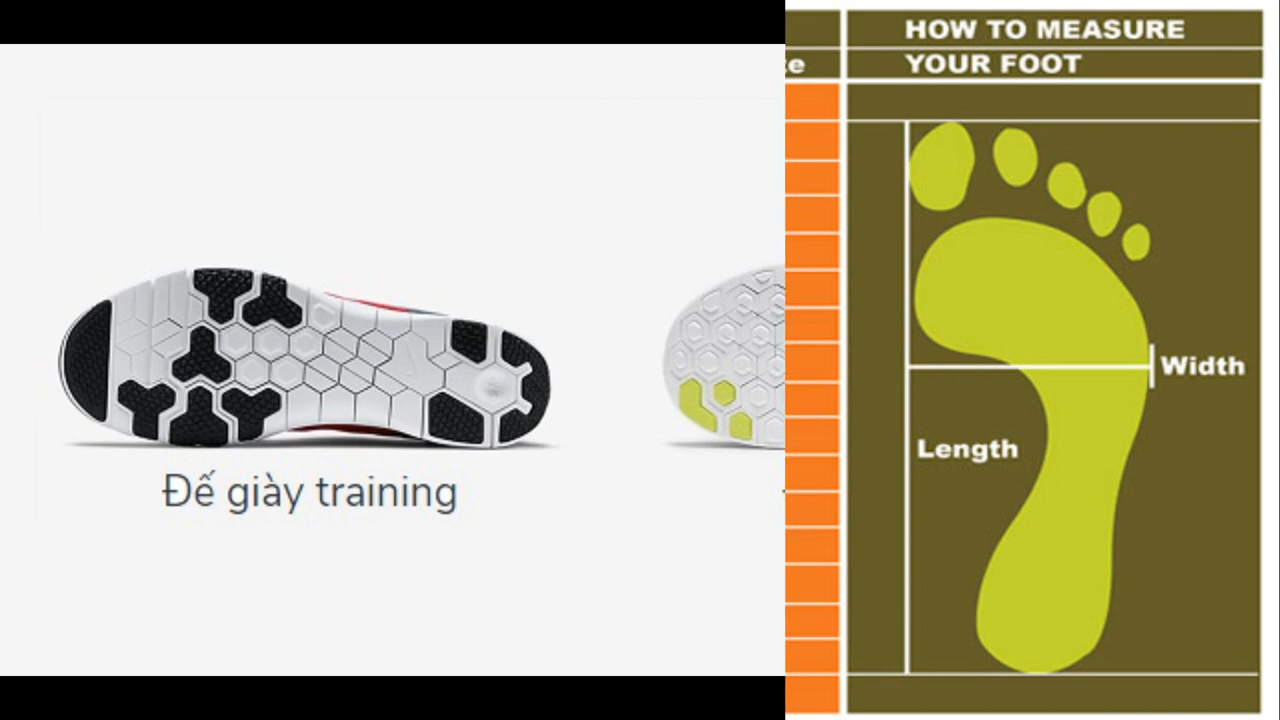 Đế giày training
HOW TO MEASURE
YOUR FOOT
Width
Length